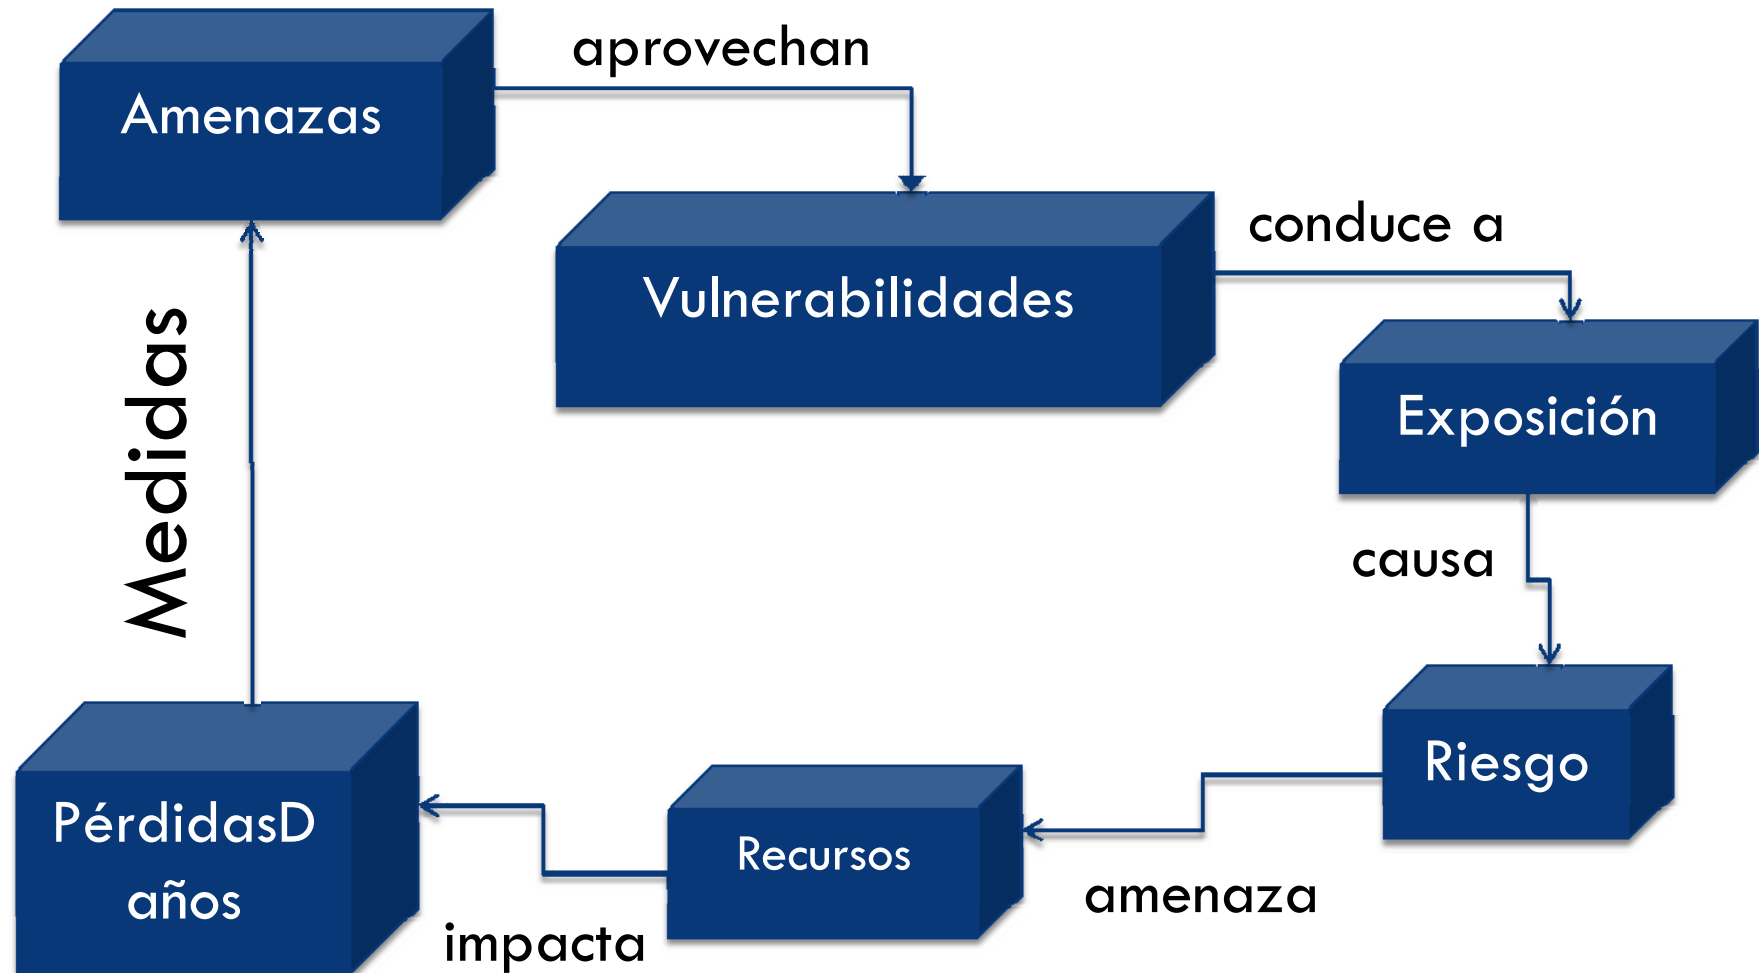 Amenazas
aprovechan
Vulnerabilidades
conduce a
Exposición
causa
Riesgo
amenaza
Recursos
impacta
PérdidasD
años
Medidas